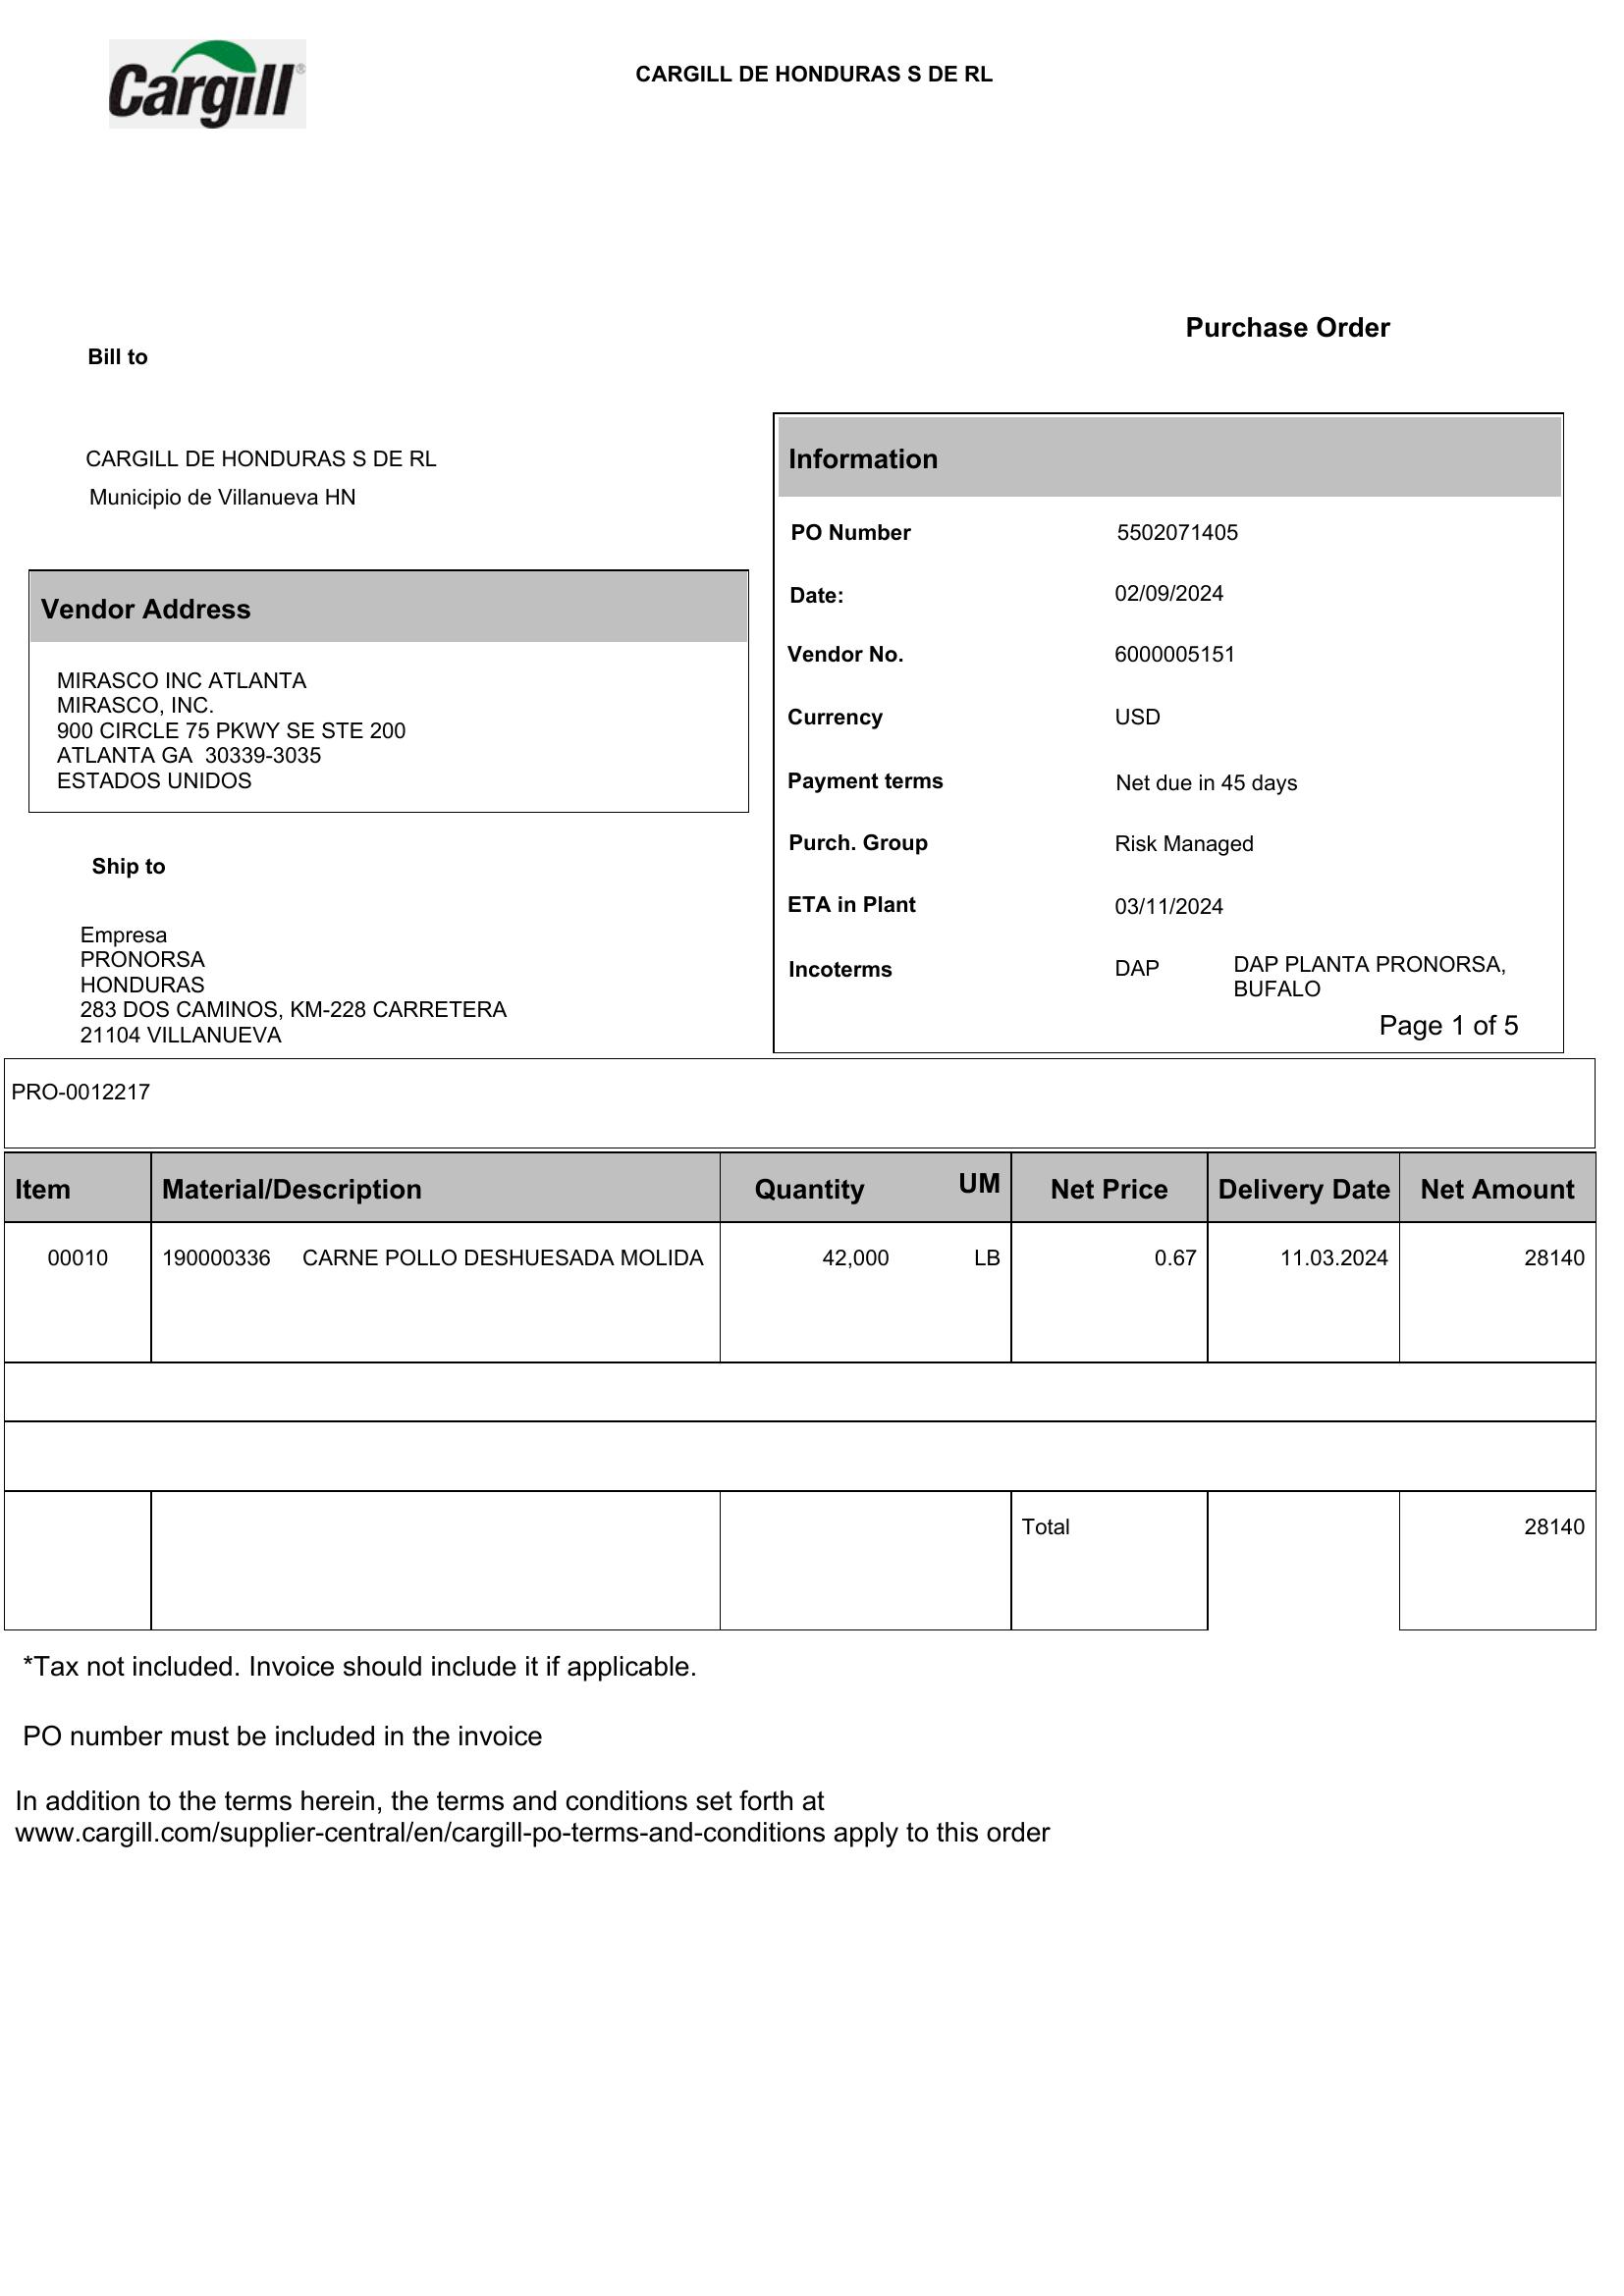 Cargill®
CARGILL DE HONDURAS S DE RL
Purchase Order
Bill to
CARGILL DE HONDURAS S DE RL
Municipio de Villanueva HN
Vendor Address
MIRASCO INC ATLANTA
MIRASCO, INC.
900 CIRCLE 75 PKWY SE STE 200
ATLANTA GA  30339-3035
ESTADOS UNIDOS
Ship to
Empresa
PRONORSA
HONDURAS
283 DOS CAMINOS, KM-228 CARRETERA
21104 VILLANUEVA
Information
PO Number 5502071405
Date: 02/09/2024
Vendor No. 6000005151
Currency USD
Payment terms Net due in 45 days
Purch. Group Risk Managed
ETA in Plant 03/11/2024
Incoterms DAP DAP PLANTA PRONORSA,
BUFALO
Page 1 of 5
PRO-0012217
Item Material/Description Quantity UM Net Price Delivery Date Net Amount
00010 190000336 CARNE POLLO DESHUESADA MOLIDA 42,000 LB 0.67 11.03.2024 28140
Total 28140
*Tax not included. Invoice should include it if applicable.
PO number must be included in the invoice
In addition to the terms herein, the terms and conditions set forth at
www.cargill.com/supplier-central/en/cargill-po-terms-and-conditions apply to this order